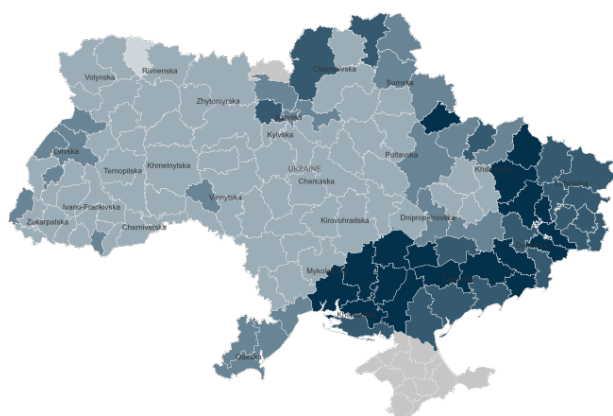 Volynska
Rivnenska
Chernihivska
Sumska
Zhytomyrska
Kyivska
Lvivska
Poltavska
Ternopilska
Khmelnytska
UKRAINE
Cherkaska
Vinnytska
Ivano-Frankivska
Zakarpatska
Chernivetska
Kirovohradska
Dnipropetrovska
Odeska